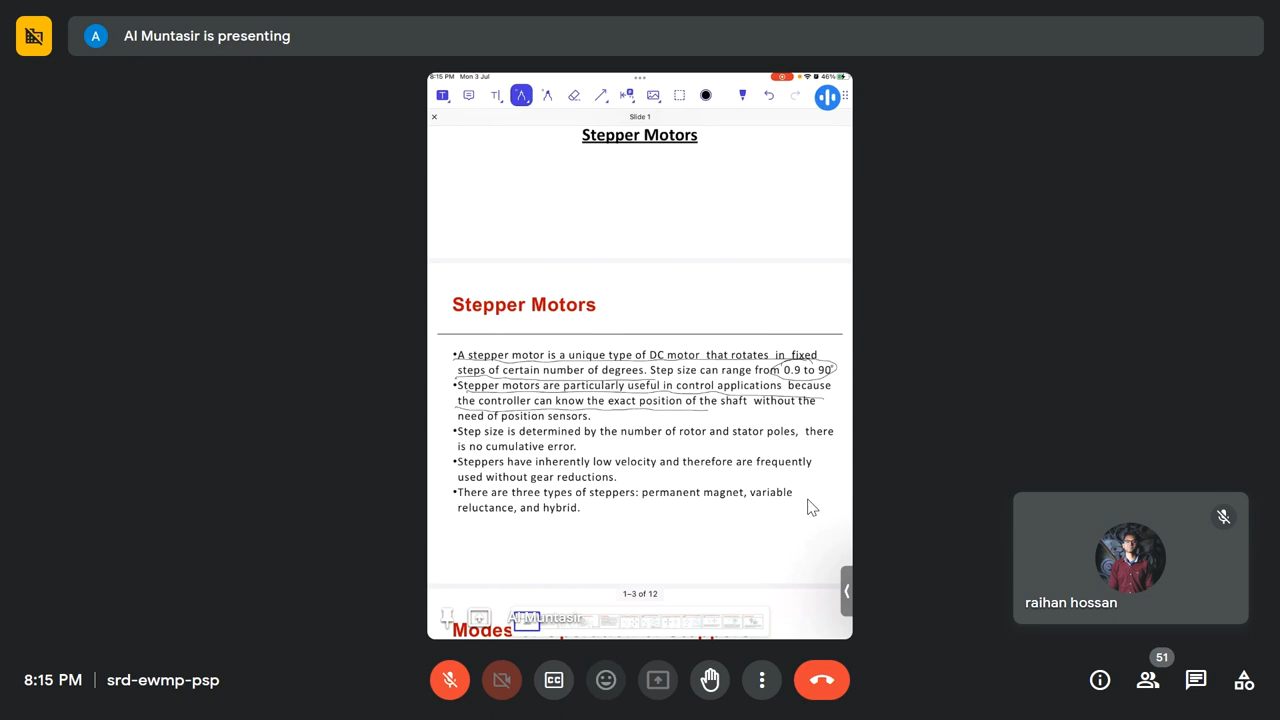 A
Al Muntasir is presenting
8:15 PM Mon 3 Jul
46%
Slide 1
Stepper Motors
Stepper Motors
•A stepper motor is a unique type of DC motor that rotates in fixed
steps of certain number of degrees. Step size can range from 0.9 to 90°
•Stepper motors are particularly useful in control applications because
the controller can know the exact position of the shaft without the
need of position sensors.
•Step size is determined by the number of rotor and stator poles, there
is no cumulative error.
•Steppers have inherently low velocity and therefore are frequently
used without gear reductions.
•There are three types of steppers: permanent magnet, variable
reluctance, and hybrid.
1–3 of 12
Al Muntasir
Modes
raihan hossan
8:15 PM | srd-ewmp-psp
CC
51